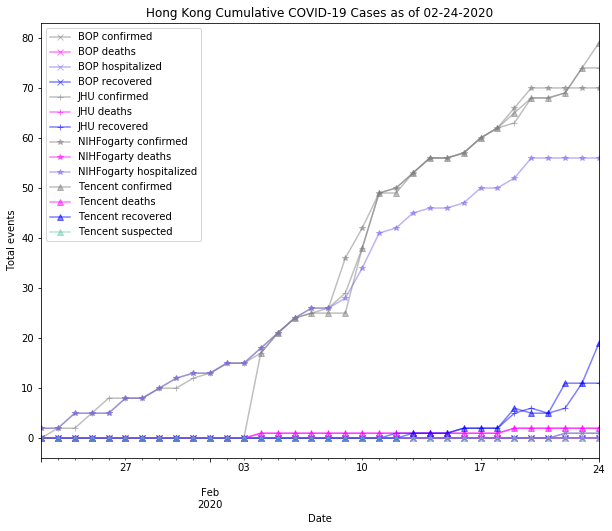 Hong Kong Cumulative COVID-19 Cases as of 02-24-2020
BOP confirmed
BOP deaths
BOP hospitalized
BOP recovered
JHU confirmed
JHU deaths
JHU recovered
NIHFogarty confirmed
NIHFogarty deaths
NIHFogarty hospitalized
Tencent confirmed
Tencent deaths
Tencent recovered
Tencent suspected
80
70
60
50
40
30
20
10
0
Total events
27 03 10 17 24
Feb
2020
Date